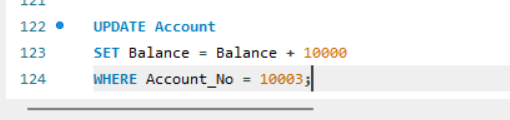 121
122 UPDATE Account
123 SET Balance = Balance + 10000
124 WHERE Account_No = 10003;